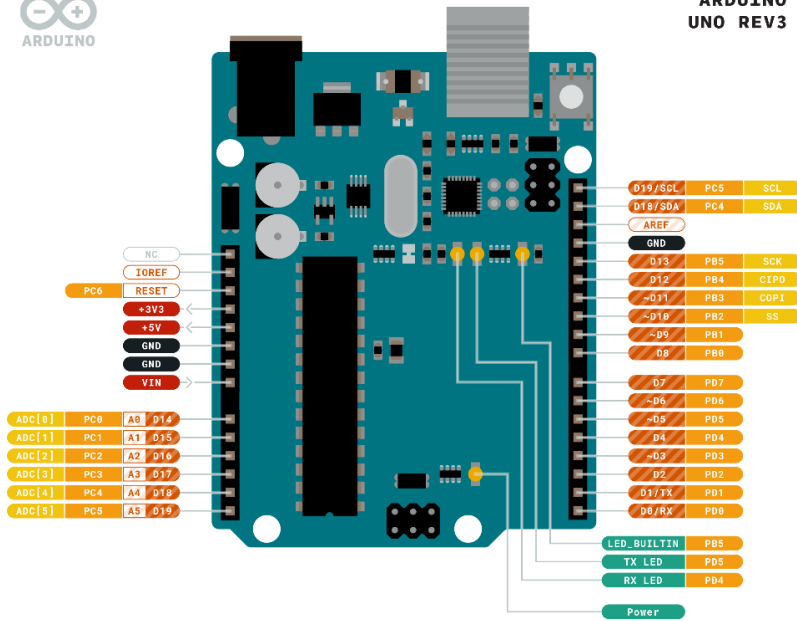 ARDUINO
ARDUINO
UNO REV3
NC
IOREF
PC6 RESET
+3V3
+5V
GND
GND
VIN
ADC[0] PC0 A0 D14
ADC[1] PC1 A1 D15
ADC[2] PC2 A2 D16
ADC[3] PC3 A3 D17
ADC[4] PC4 A4 D18
ADC[5] PC5 A5 D19
D19/SCL PC5 SCL
D18/SDA PC4 SDA
AREF
GND
D13 PB5 SCK
D12 PB4 CIPO
~D11 PB3 COPI
~D10 PB2 SS
~D9 PB1
D8 PB0
D7 PD7
~D6 PD6
~D5 PD5
D4 PD4
~D3 PD3
D2 PD2
D1/TX PD1
D0/RX PD0
LED_BUILTIN PB5
TX LED PD5
RX LED PD4
Power